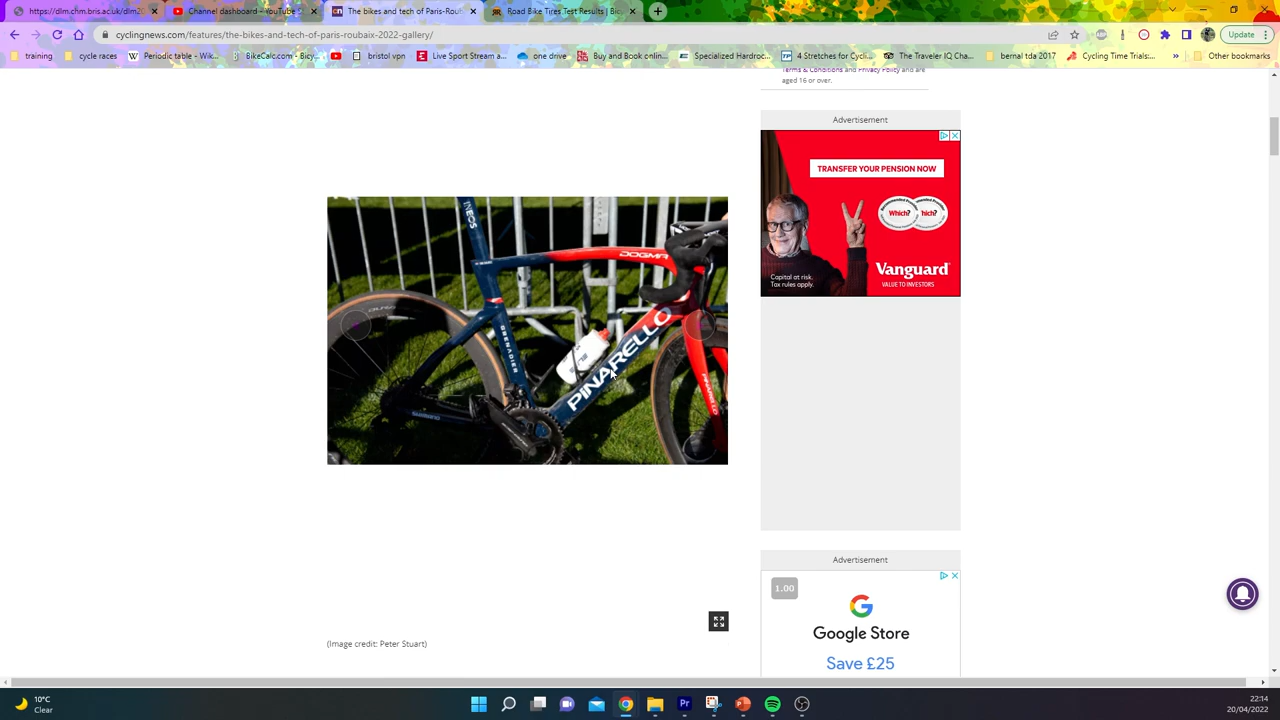 https://dlm.chm.bris.ac.uk/dlm2
Channel dashboard - YouTube S
The bikes and tech of Paris-Roub
Road Bike Tires Test Results | Bic
cyclingnews.com/features/the-bikes-and-tech-of-paris-roubaix-2022-gallery/
Update
training
cycle races
Periodic table - Wik...
BikeCalc.com - Bicy...
bristol vpn
Live Sport Stream a...
one drive
Buy and Book onlin...
Specialized Hardroc...
4 Stretches for Cycli...
The Traveler IQ Cha...
bernal tda 2017
Cycling Time Trials:...
Other bookmarks
Terms & Conditions and Privacy Policy and are
aged 16 or over.
Advertisement
TRANSFER YOUR PENSION NOW
Which?
hich?
Capital at risk.
Tax rules apply.
Vanguard
VALUE TO INVESTORS
INEOS
DOGMA
GRENADIER
PINARELLO
SHIMANO
PINARELLO
Advertisement
1.00
Google Store
Save £25
(Image credit: Peter Stuart)
10°C
Clear
22:14
20/04/2022